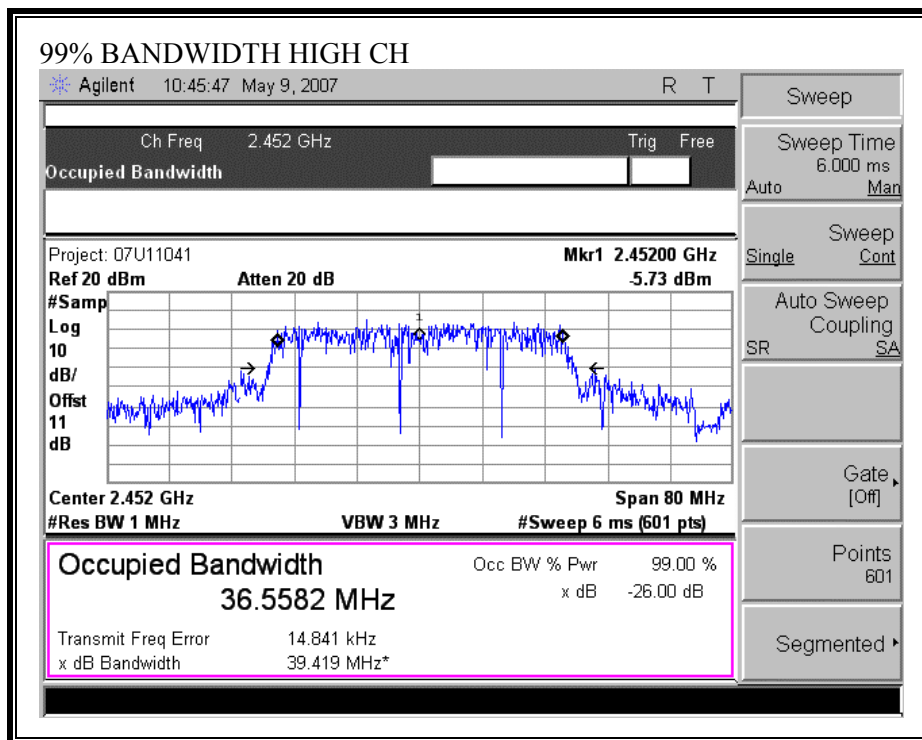 99% BANDWIDTH HIGH CH
Agilent 10:45:47 May 9, 2007 R T
Ch Freq 2.452 GHz Trig Free
Occupied Bandwidth
Project: 07U11041 Mkr1 2.45200 GHz
Ref 20 dBm Atten 20 dB -5.73 dBm
#Samp
Log
10
dB/
Offst
11
dB
1
Center 2.452 GHz Span 80 MHz
#Res BW 1 MHz VBW 3 MHz #Sweep 6 ms (601 pts)
Occupied Bandwidth Occ BW % Pwr 99.00 %
36.5582 MHz x dB -26.00 dB
Transmit Freq Error 14.841 kHz
x dB Bandwidth 39.419 MHz*
Sweep
Sweep Time
6.000 ms
Auto Man
Sweep
Single Cont
Auto Sweep
Coupling
SR SA
Gate
[Off]
Points
601
Segmented